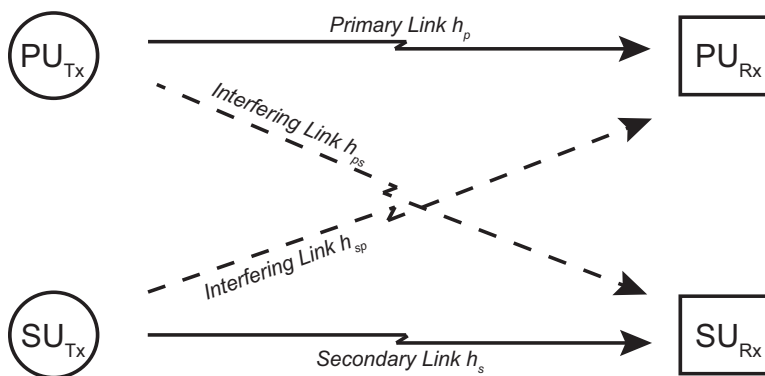 Primary Link h_p
PU_Tx
PU_Rx
Interfering Link h_ps
Interfering Link h_sp
SU_Tx
SU_Rx
Secondary Link h_s